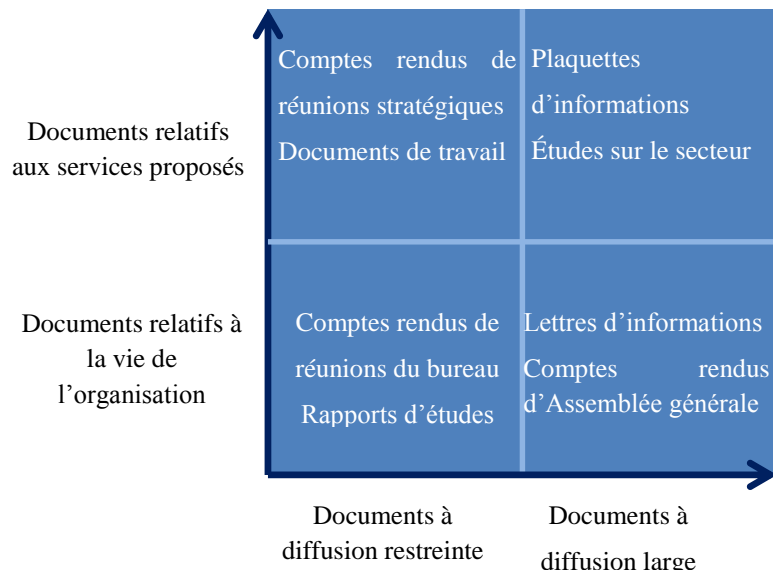 Documents relatifs
aux services proposés
Comptes rendus de
réunions stratégiques
Documents de travail
Plaquettes
d’informations
Études sur le secteur
Documents relatifs à
la vie de
l’organisation
Comptes rendus de
réunions du bureau
Rapports d’études
Lettres d’informations
Comptes rendus
d’Assemblée générale
Documents à
diffusion restreinte
Documents à
diffusion large